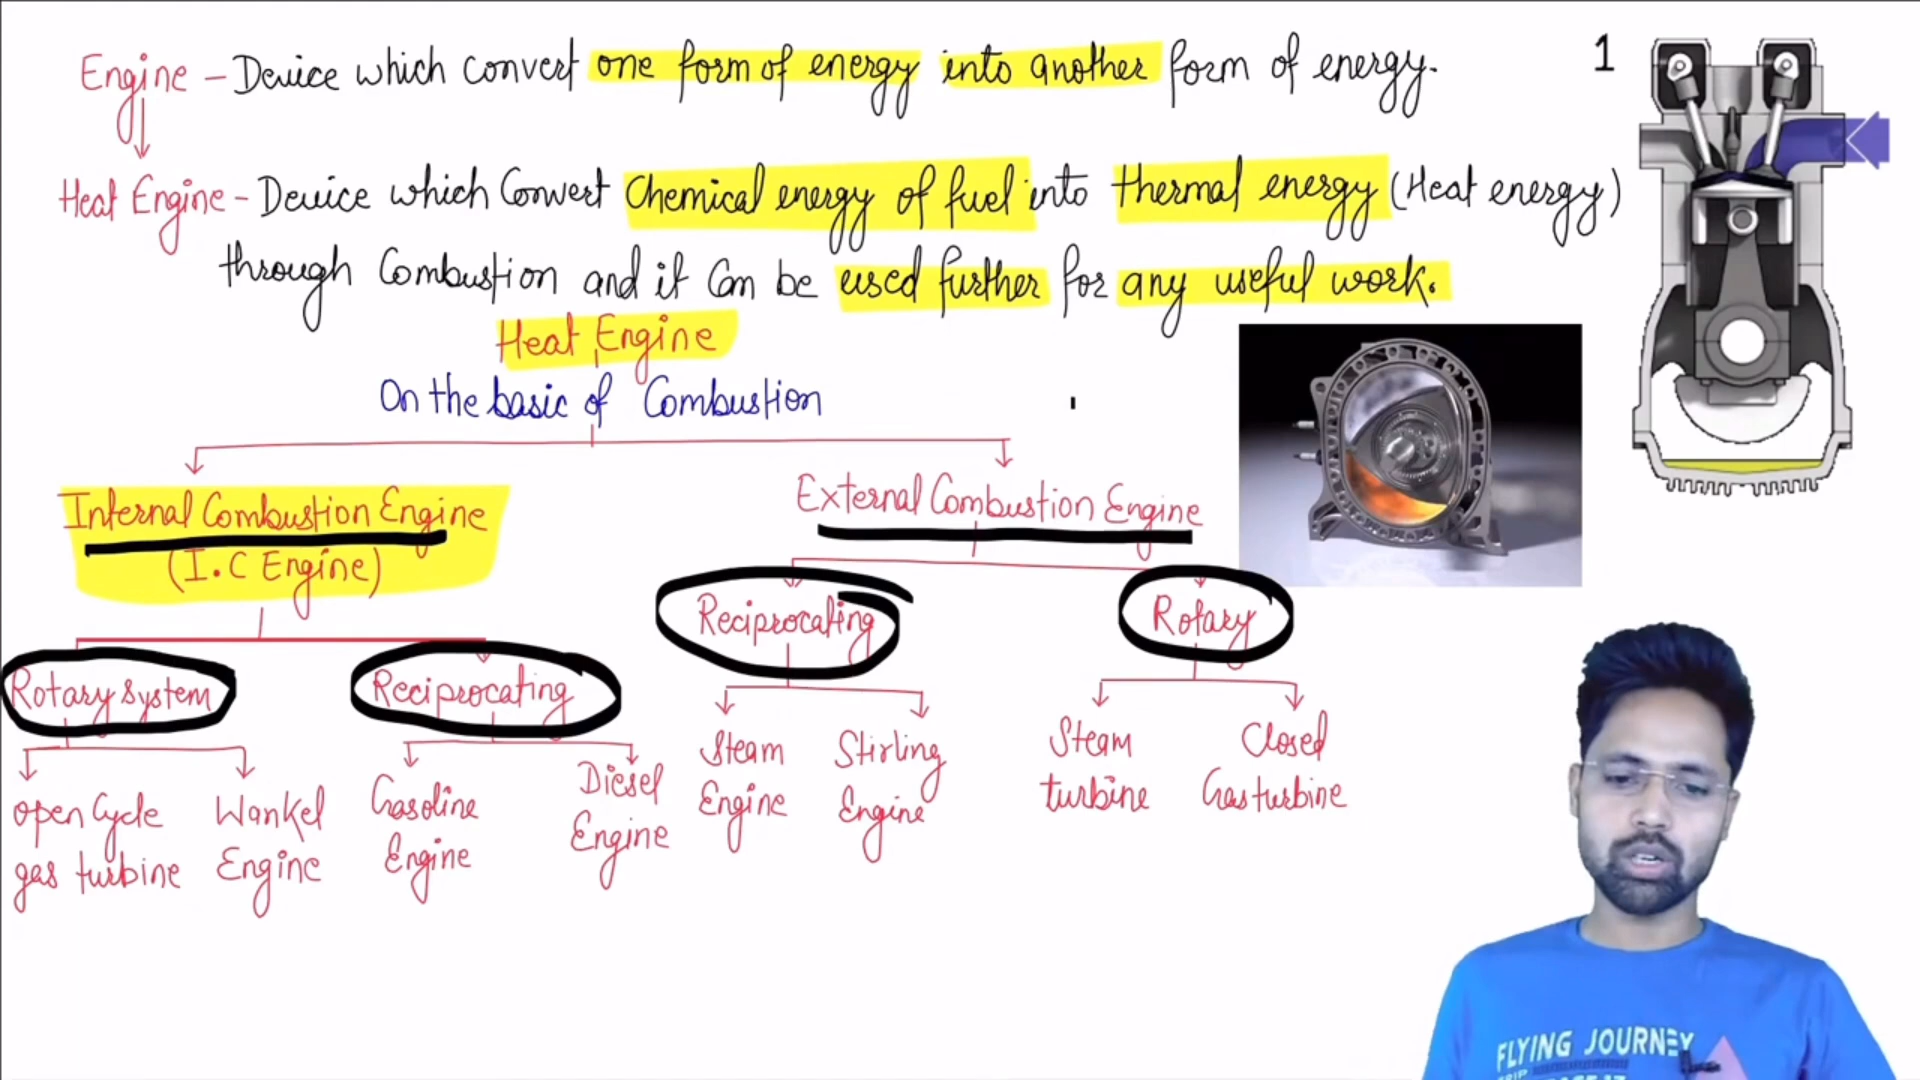 Engine – Device which convert one form of energy into another form of energy.
1
Heat Engine – Device which Convert Chemical energy of fuel into thermal energy (Heat energy)
through Combustion and it Can be used further for any useful work.
Heat Engine
On the basic of Combustion
Internal Combustion Engine
(I.C Engine)
External Combustion Engine
Rotary system
Reciprocating
Reciprocating
Rotary
open Cycle
gas turbine
Wankel
Engine
Gasoline
Engine
Diesel
Engine
Steam
Engine
Stirling
Engine
Steam
turbine
Closed
Gas turbine
FLYING JOURNEY